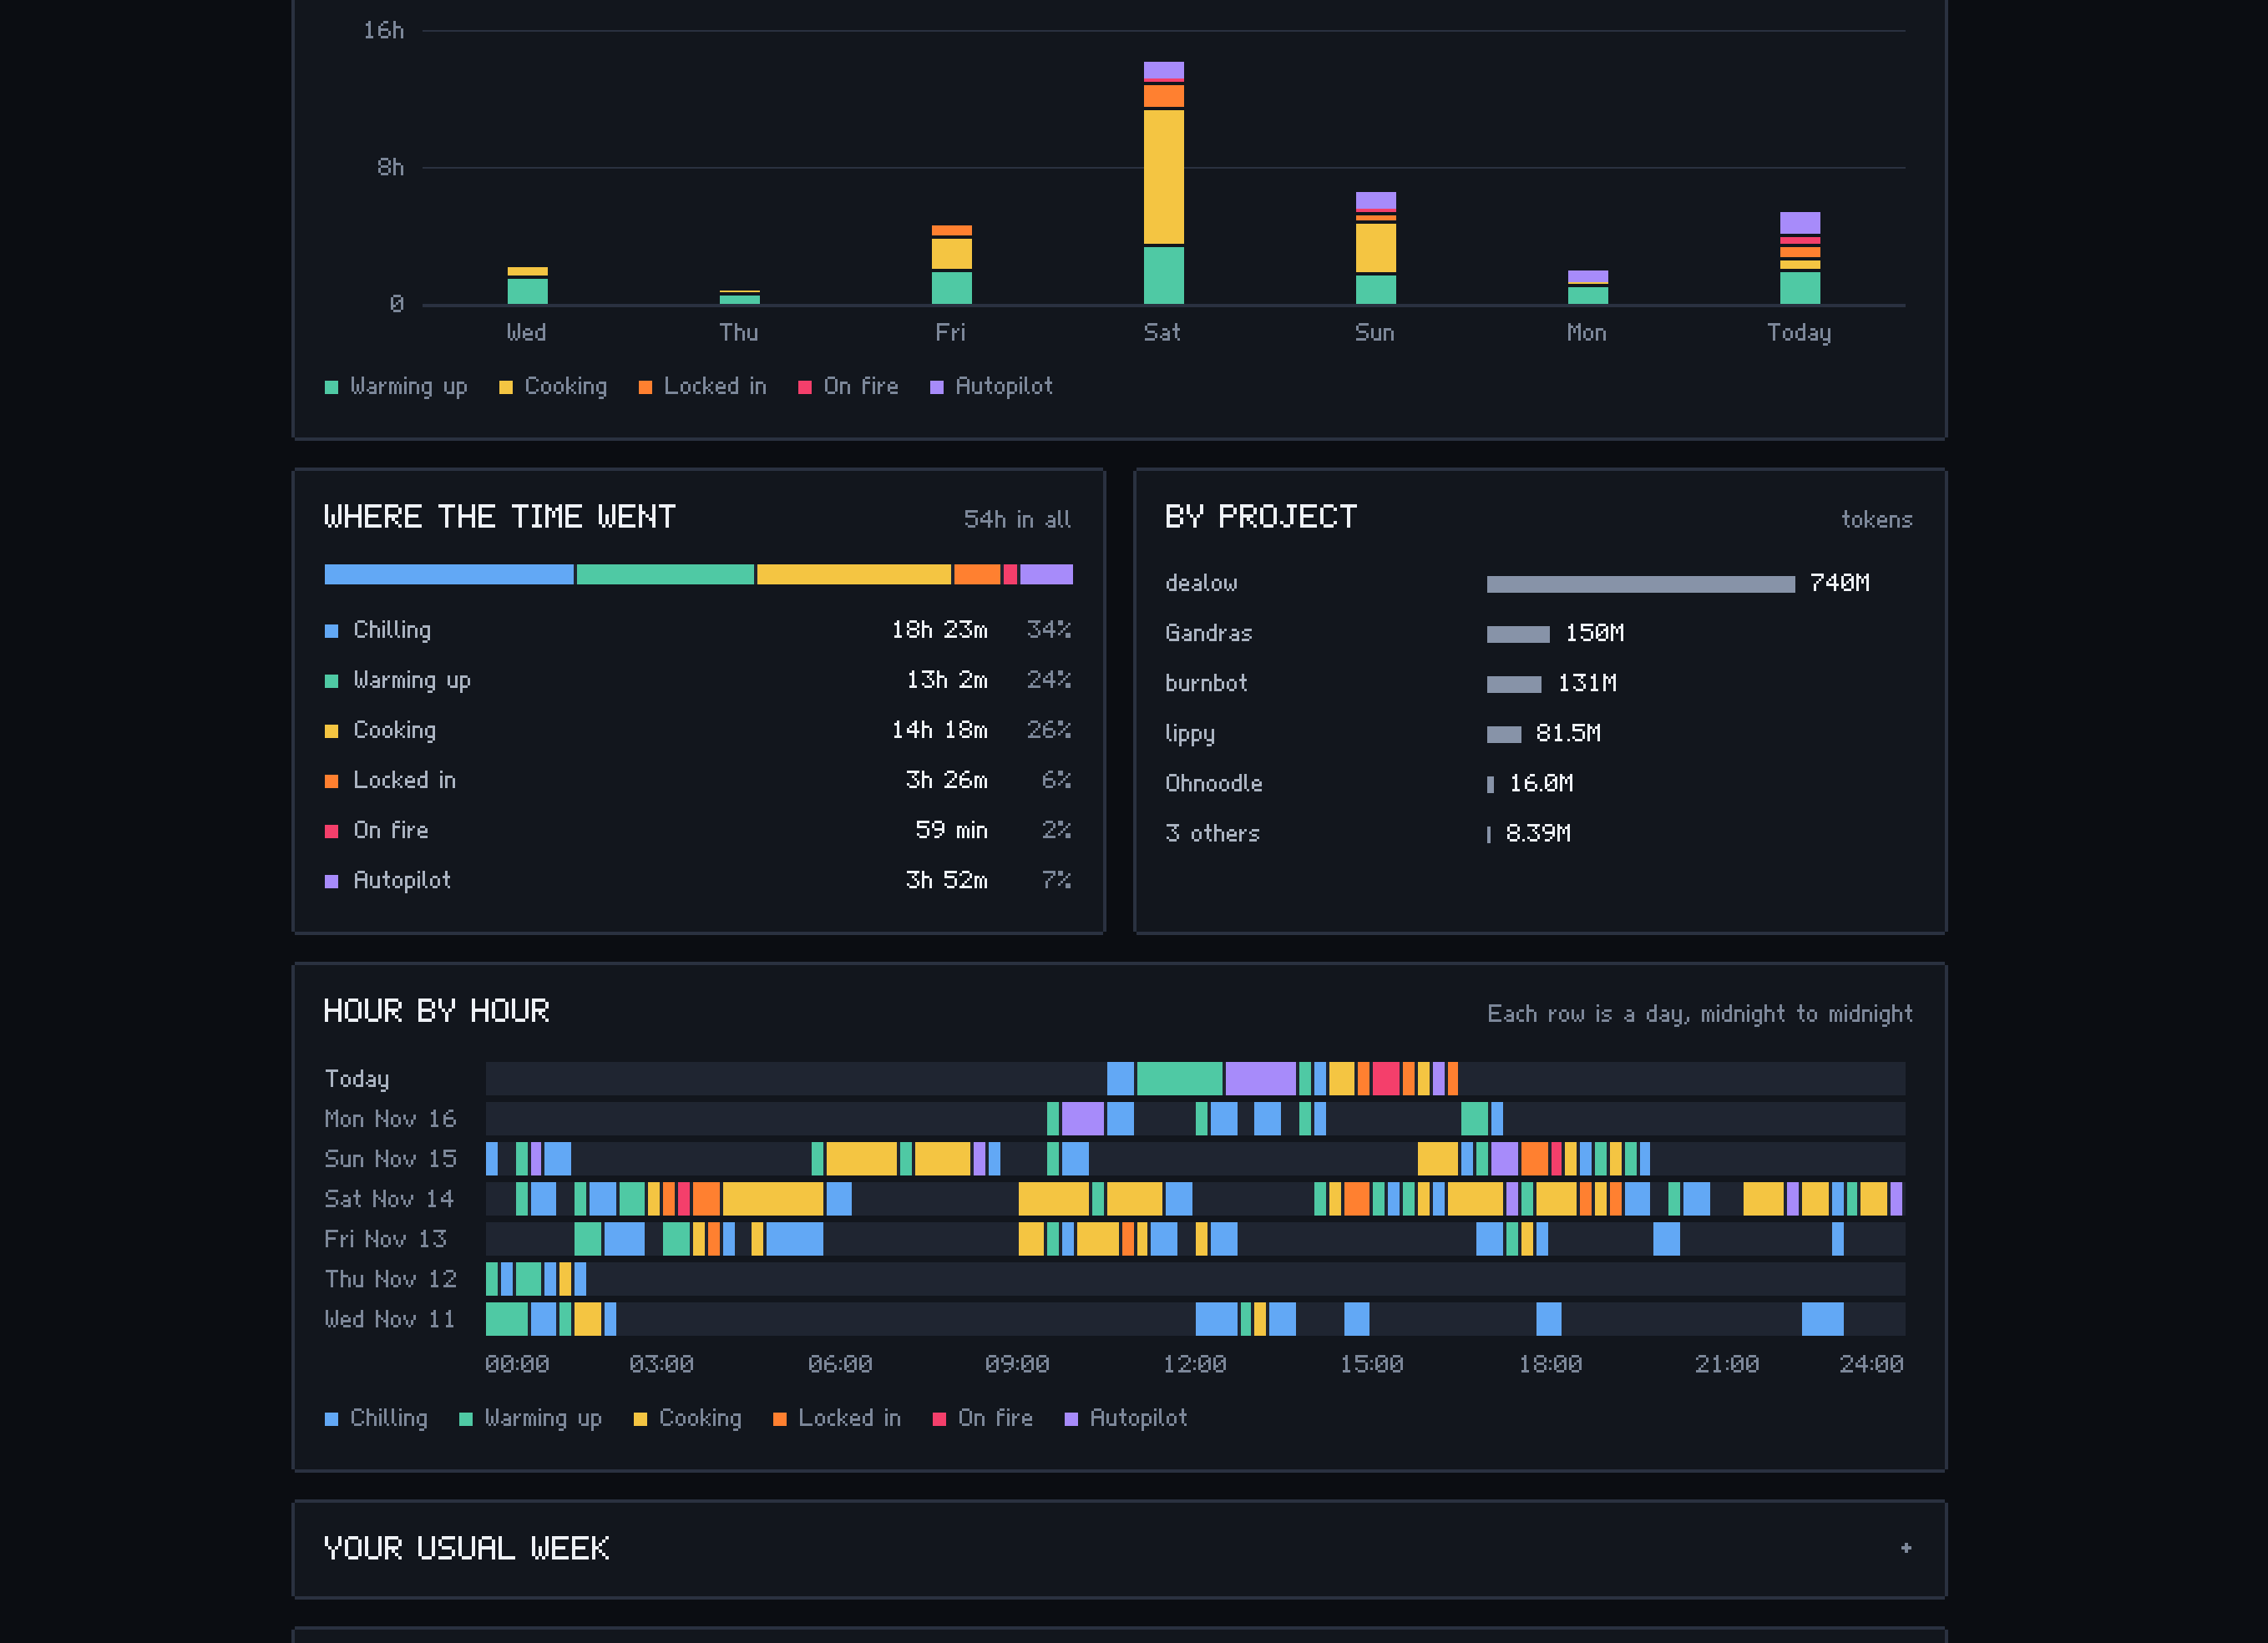 16h
8h
0
Wed Thu Fri Sat Sun Mon Today
Warming up Cooking Locked in On fire Autopilot
WHERE THE TIME WENT 54h in all
Chilling 18h 23m 34%
Warming up 13h 2m 24%
Cooking 14h 18m 26%
Locked in 3h 26m 6%
On fire 59 min 2%
Autopilot 3h 52m 7%
BY PROJECT tokens
dealow 740M
Gandras 150M
burnbot 131M
lippy 81.5M
Ohnoodle 16.0M
3 others 8.39M
HOUR BY HOUR Each row is a day, midnight to midnight
Today
Mon Nov 16
Sun Nov 15
Sat Nov 14
Fri Nov 13
Thu Nov 12
Wed Nov 11
00:00 03:00 06:00 09:00 12:00 15:00 18:00 21:00 24:00
Chilling Warming up Cooking Locked in On fire Autopilot
YOUR USUAL WEEK +